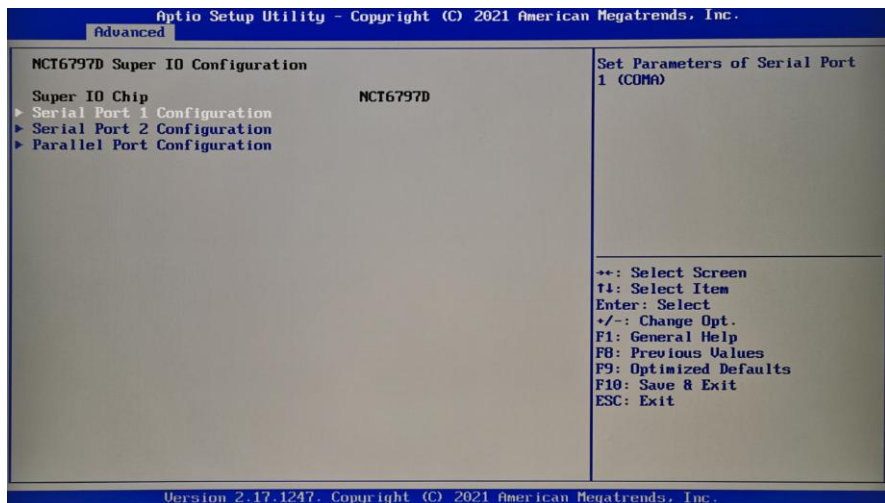 Aptio Setup Utility - Copyright (C) 2021 American Megatrends, Inc.
Advanced
NCT6797D Super IO Configuration
Super IO Chip NCT6797D
► Serial Port 1 Configuration
► Serial Port 2 Configuration
► Parallel Port Configuration
Set Parameters of Serial Port
1 (COMA)
→←: Select Screen
↑↓: Select Item
Enter: Select
+/-: Change Opt.
F1: General Help
F8: Previous Values
F9: Optimized Defaults
F10: Save & Exit
ESC: Exit
Version 2.17.1247. Copyright (C) 2021 American Megatrends, Inc.